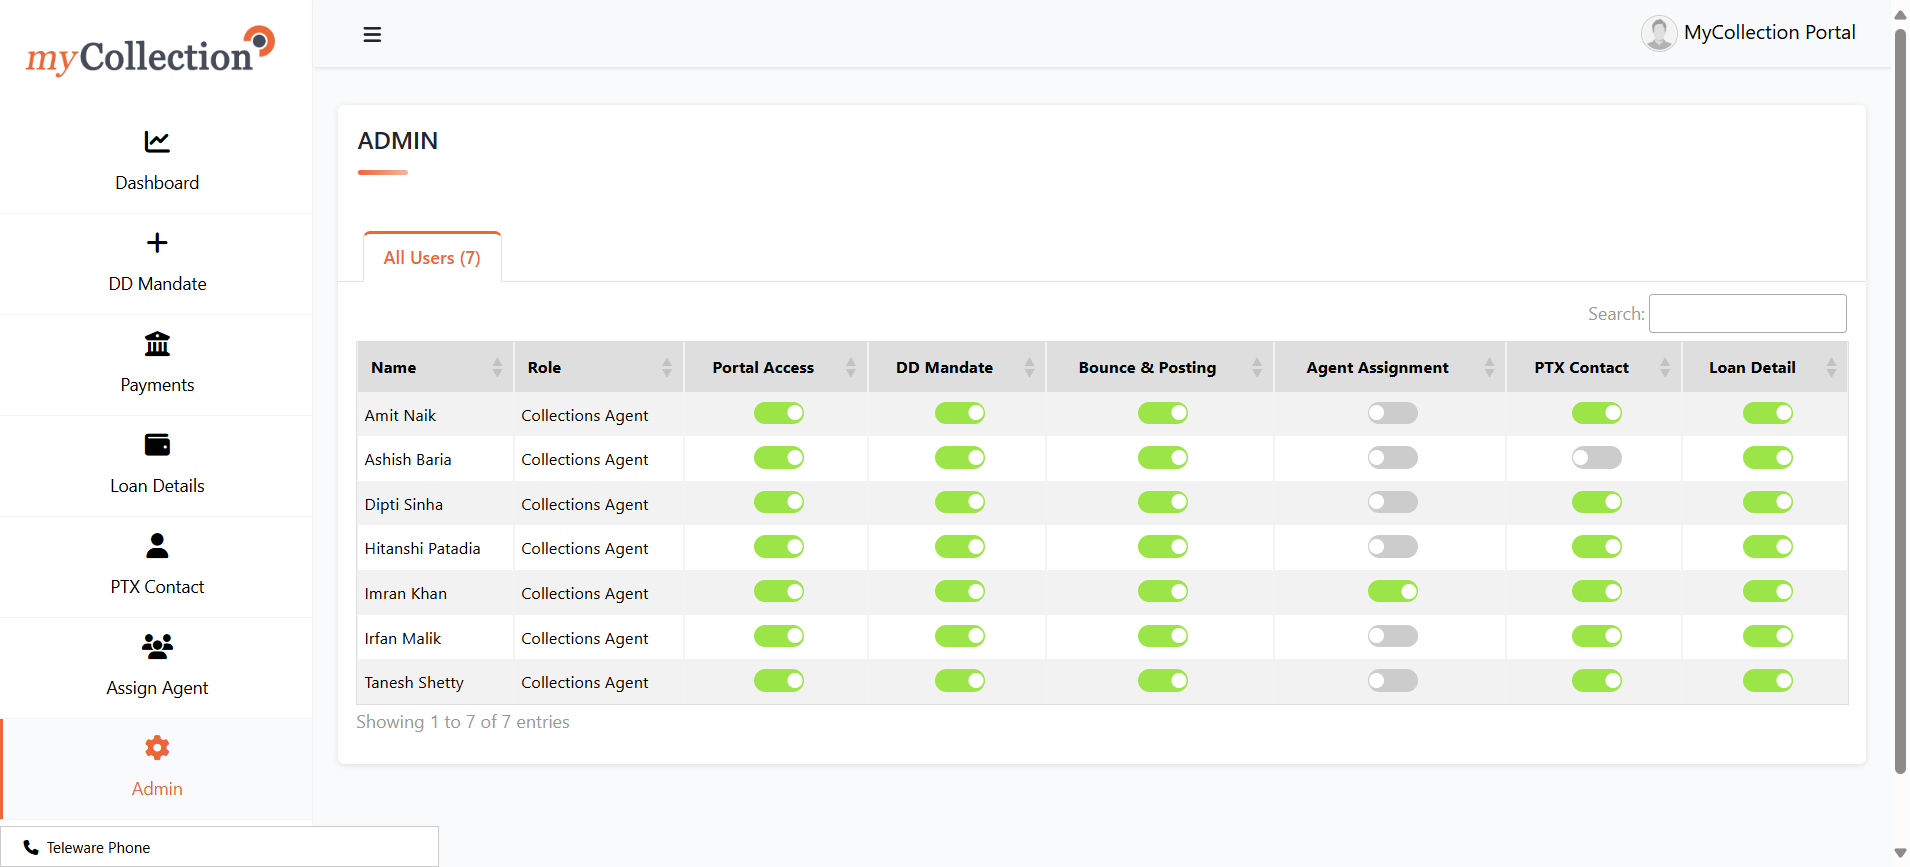 myCollection
MyCollection Portal
Dashboard
DD Mandate
Payments
Loan Details
PTX Contact
Assign Agent
Admin
Teleware Phone
ADMIN
All Users (7)
Search:
Name Role Portal Access DD Mandate Bounce & Posting Agent Assignment PTX Contact Loan Detail
Amit Naik Collections Agent
Ashish Baria Collections Agent
Dipti Sinha Collections Agent
Hitanshi Patadia Collections Agent
Imran Khan Collections Agent
Irfan Malik Collections Agent
Tanesh Shetty Collections Agent
Showing 1 to 7 of 7 entries